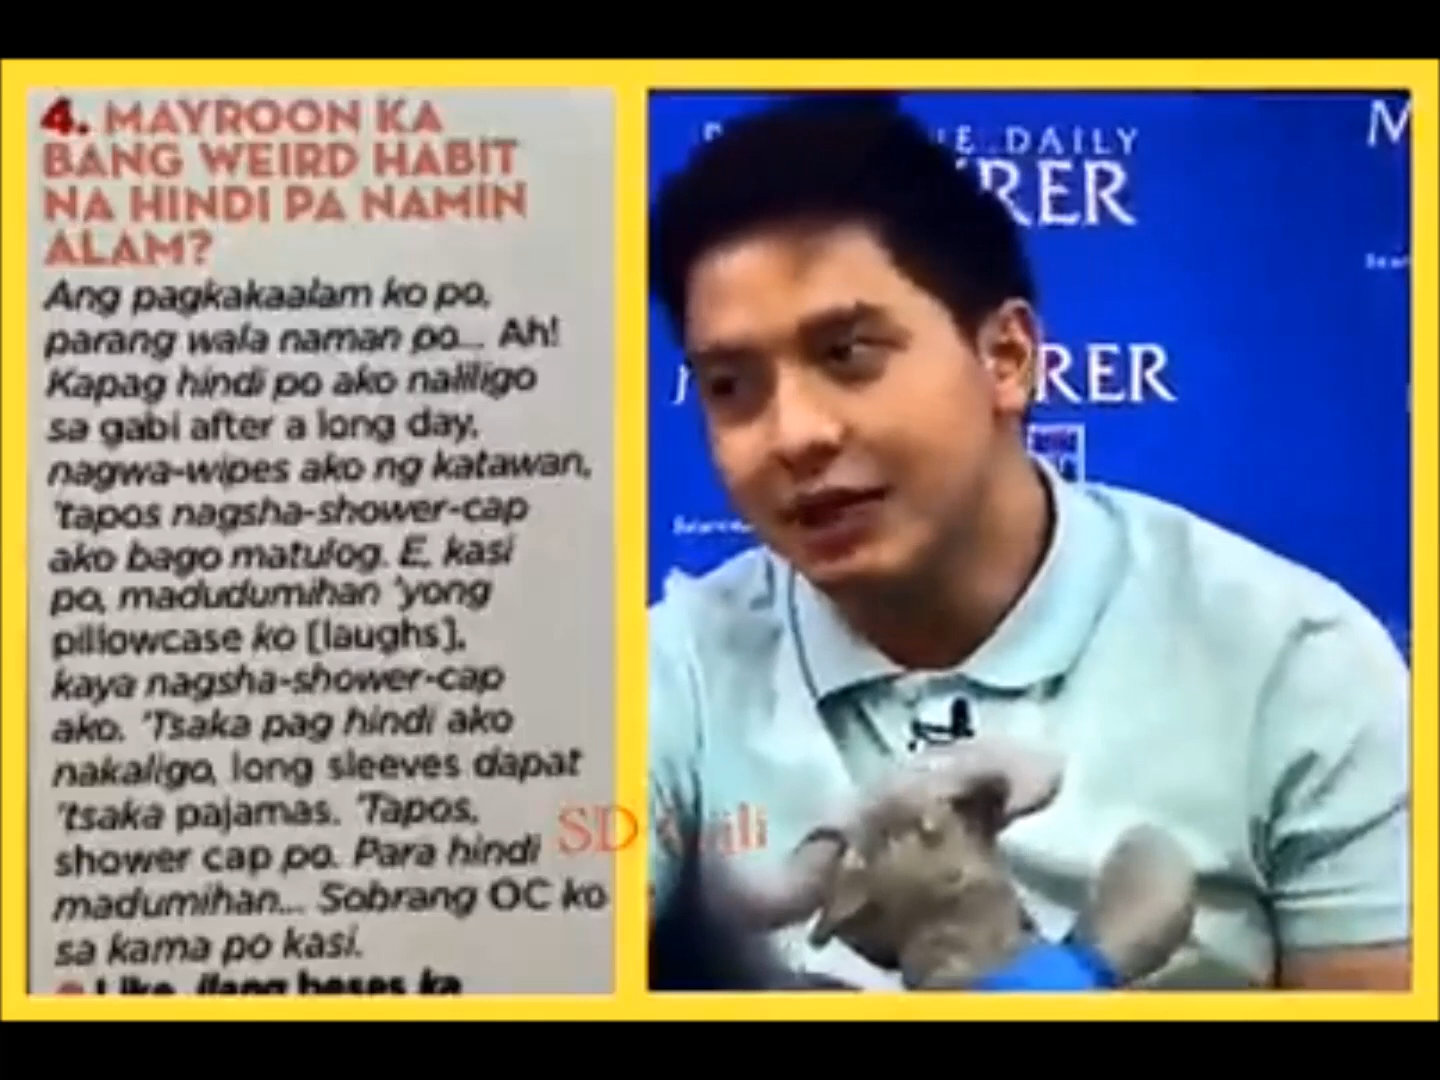 4. MAYROON KA
BANG WEIRD HABIT
NA HINDI PA NAMIN
ALAM?
Ang pagkakaalam ko po,
parang wala naman po... Ah!
Kapag hindi po ako naliligo
sa gabi after a long day,
nagwa-wipes ako ng katawan,
'tapos nagsha-shower-cap
ako bago matulog. E, kasi
po, madudumihan 'yong
pillowcase ko [laughs],
kaya nagsha-shower-cap
ako. 'Tsaka pag hindi ako
nakaligo, long sleeves dapat
'tsaka pajamas. 'Tapos,
shower cap po. Para hindi
madumihan... Sobrang OC ko
sa kama po kasi.
Like, ilang beses ka
DAILY
RER
RER
SD